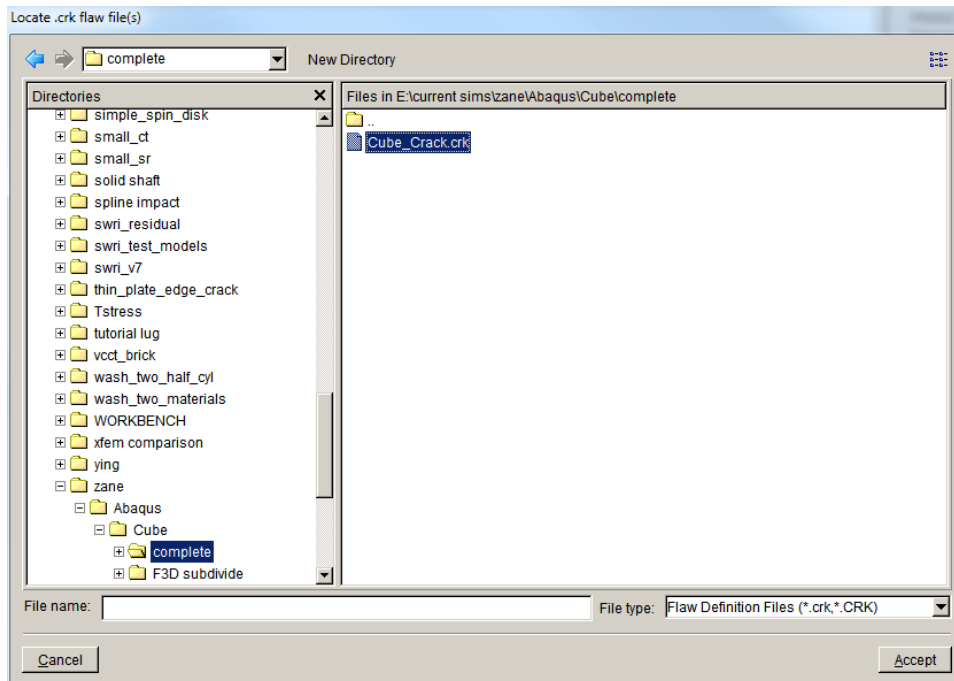 Locate .crk flaw file(s)
complete
New Directory
Directories
Files in E:\current sims\zane\Abaqus\Cube\complete
simple_spin_disk
small_ct
small_sr
solid shaft
spline impact
swri_residual
swri_test_models
swri_v7
thin_plate_edge_crack
Tstress
tutorial lug
vcct_brick
wash_two_half_cyl
wash_two_materials
WORKBENCH
xfem comparison
ying
zane
Abaqus
Cube
complete
F3D subdivide
..
Cube_Crack.crk
File name:
File type: Flaw Definition Files (*.crk,*.CRK)
Cancel
Accept